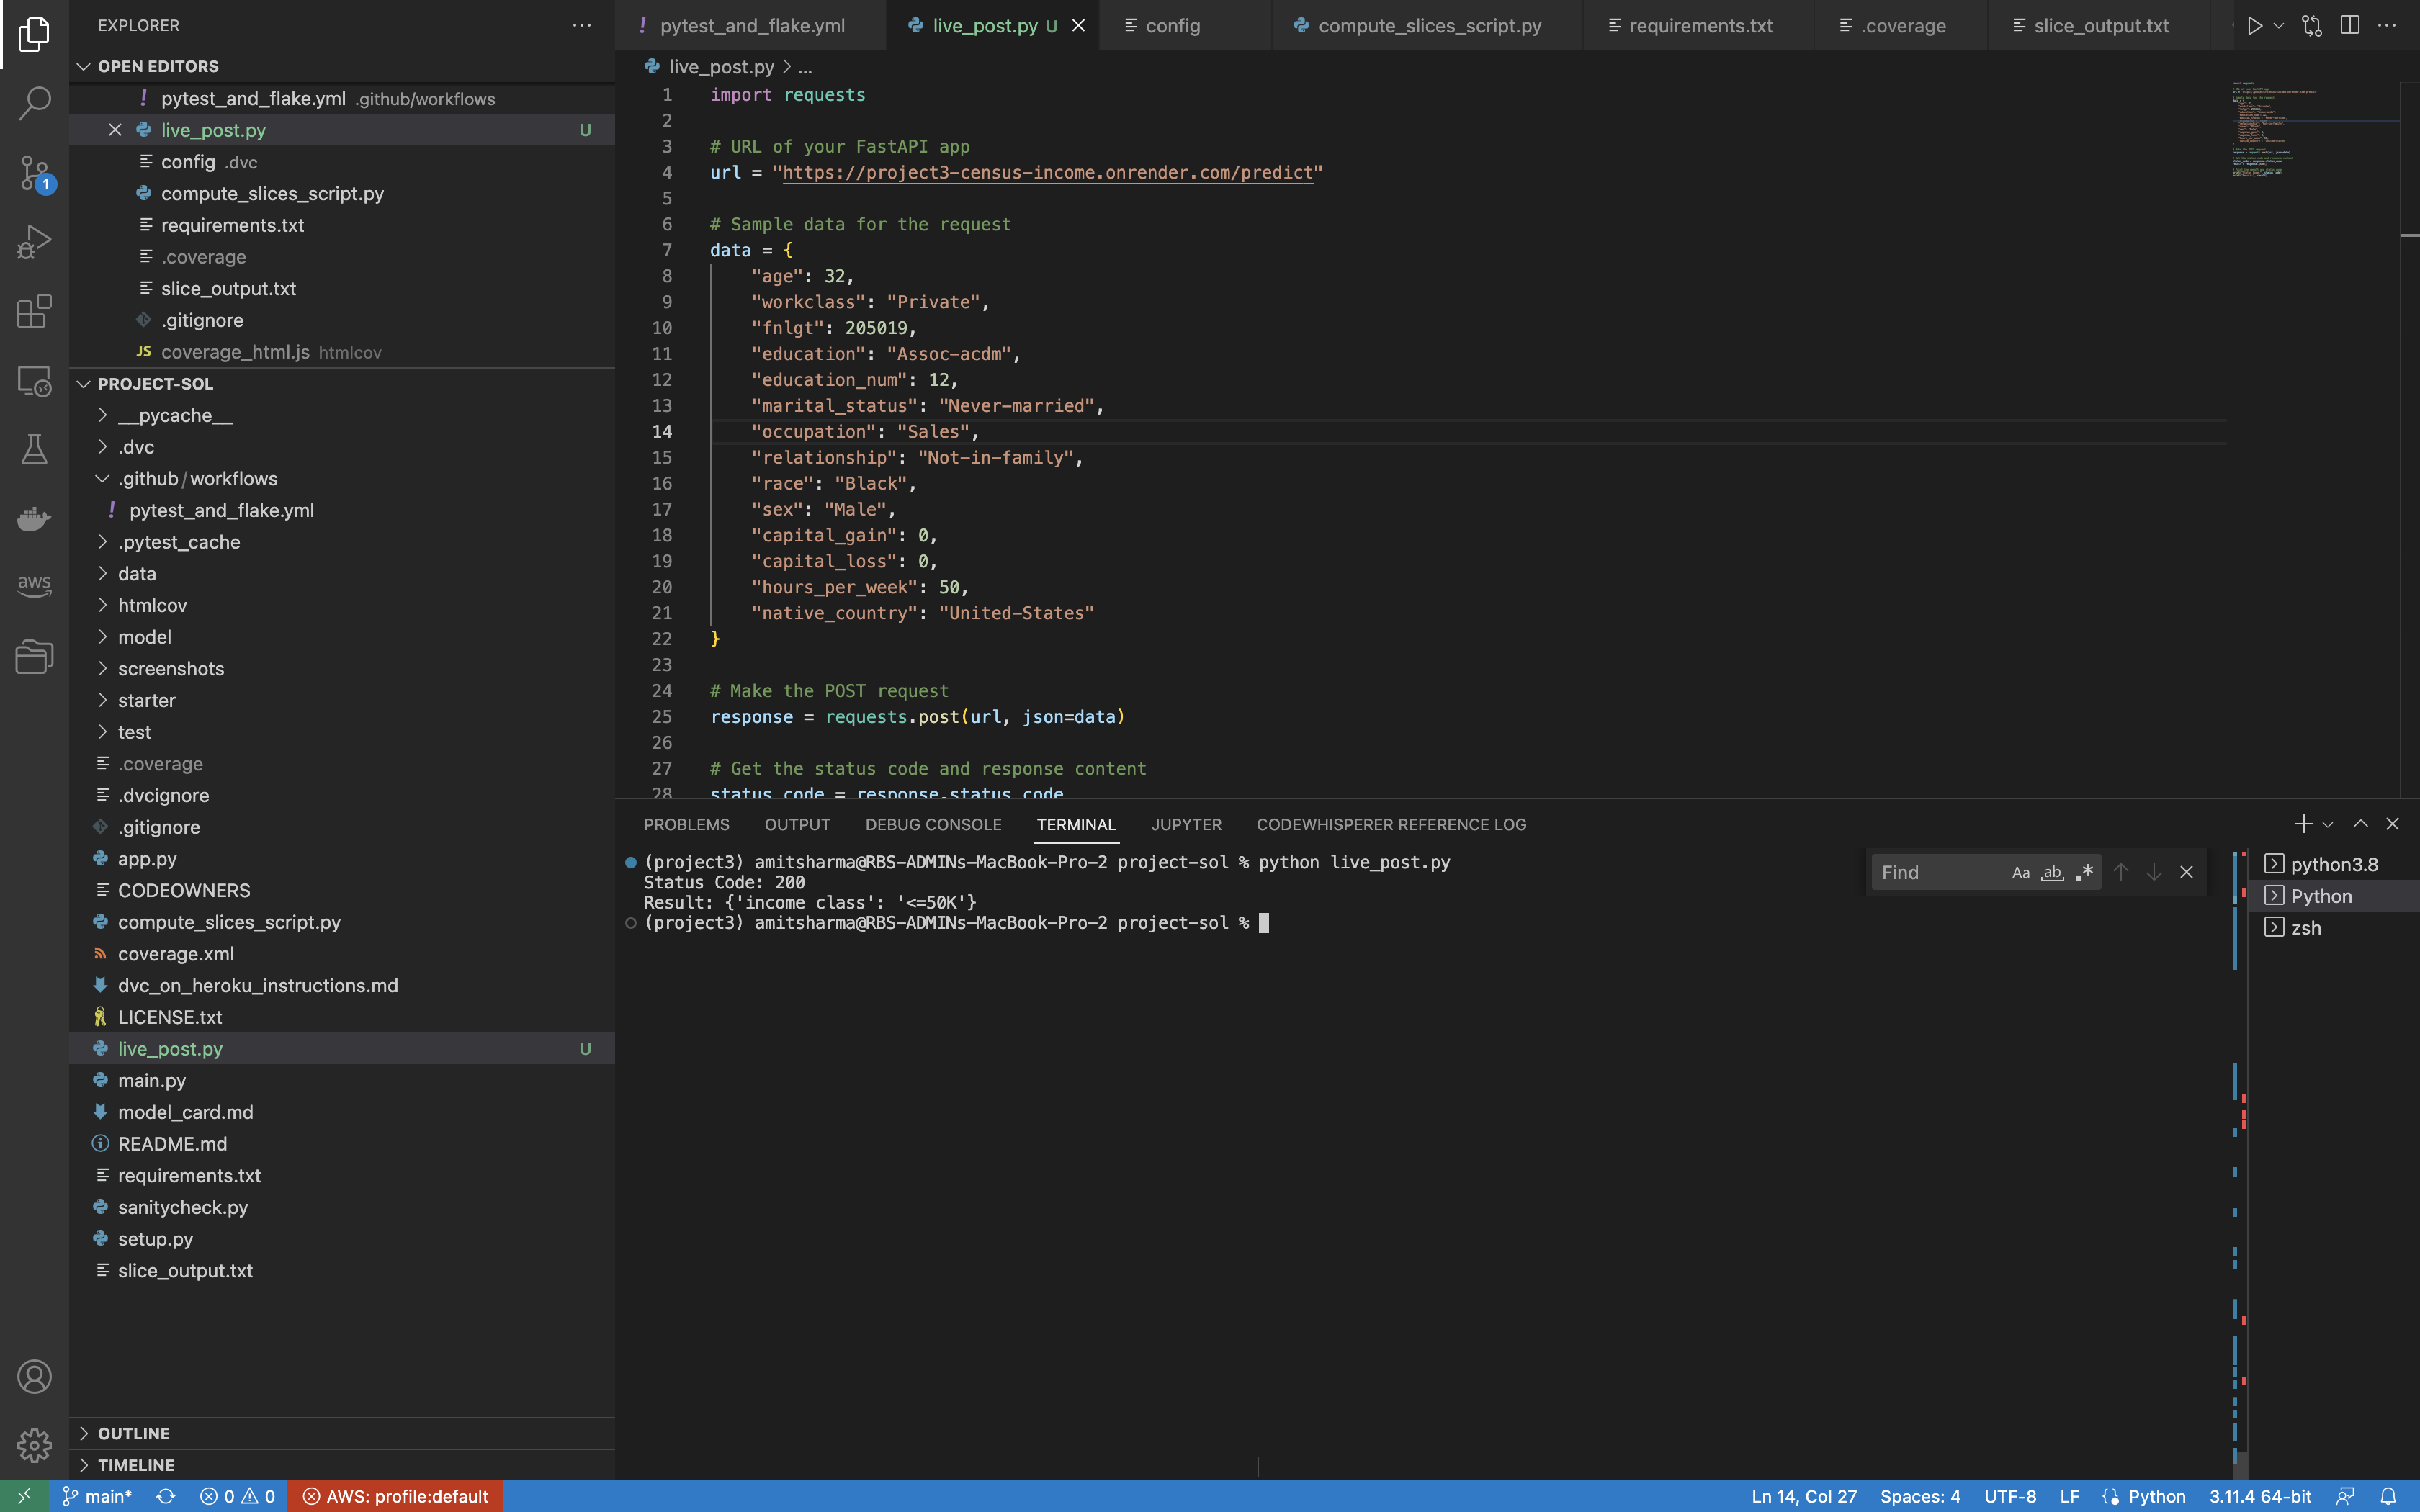 EXPLORER
OPEN EDITORS
! pytest_and_flake.yml .github/workflows
live_post.py U
config .dvc
compute_slices_script.py
requirements.txt
.coverage
slice_output.txt
.gitignore
JS coverage_html.js htmlcov
PROJECT-SOL
__pycache__
.dvc
.github/workflows
! pytest_and_flake.yml
.pytest_cache
data
htmlcov
model
screenshots
starter
test
.coverage
.dvcignore
.gitignore
app.py
CODEOWNERS
compute_slices_script.py
coverage.xml
dvc_on_heroku_instructions.md
LICENSE.txt
live_post.py U
main.py
model_card.md
README.md
requirements.txt
sanitycheck.py
setup.py
slice_output.txt
OUTLINE
TIMELINE
1
aws
! pytest_and_flake.yml live_post.py U config compute_slices_script.py requirements.txt .coverage slice_output.txt
live_post.py > ...
1 import requests
2
3 # URL of your FastAPI app
4 url = "https://project3-census-income.onrender.com/predict"
5
6 # Sample data for the request
7 data = {
8 "age": 32,
9 "workclass": "Private",
10 "fnlgt": 205019,
11 "education": "Assoc-acdm",
12 "education_num": 12,
13 "marital_status": "Never-married",
14 "occupation": "Sales",
15 "relationship": "Not-in-family",
16 "race": "Black",
17 "sex": "Male",
18 "capital_gain": 0,
19 "capital_loss": 0,
20 "hours_per_week": 50,
21 "native_country": "United-States"
22 }
23
24 # Make the POST request
25 response = requests.post(url, json=data)
26
27 # Get the status code and response content
28 status_code = response.status_code
PROBLEMS OUTPUT DEBUG CONSOLE TERMINAL JUPYTER CODEWHISPERER REFERENCE LOG
(project3) amitsharma@RBS-ADMINs-MacBook-Pro-2 project-sol % python live_post.py
Status Code: 200
Result: {'income class': '<=50K'}
(project3) amitsharma@RBS-ADMINs-MacBook-Pro-2 project-sol %
Find Aa ab .*
python3.8
Python
zsh
main* 0 0 AWS: profile:default Ln 14, Col 27 Spaces: 4 UTF-8 LF Python 3.11.4 64-bit